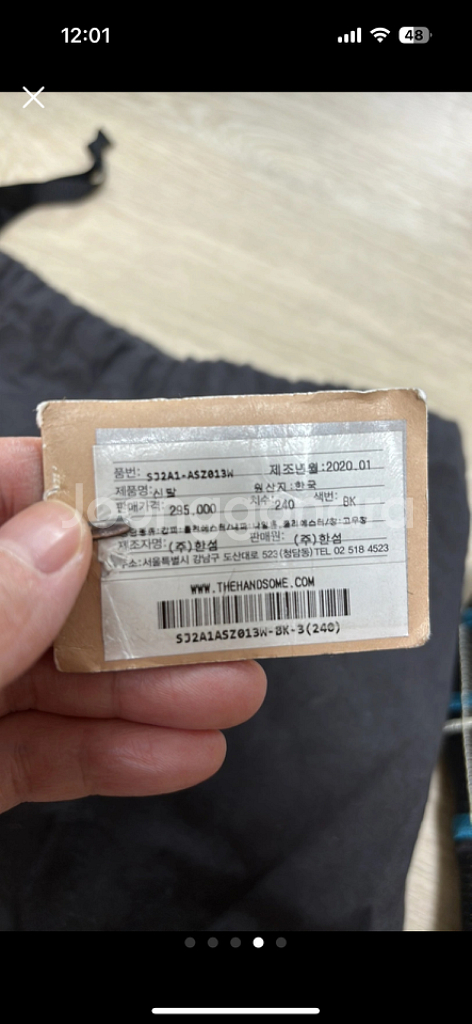 12:01
48
품번: SJ2A1-ASZ013W 제조년월:2020.01
제품명:신발 원산지:한국
판매가격: 295.000 치수: 240 색번: BK
제조자명: (주)한섬 판매원: (주)한섬
주소:서울특별시 강남구 도산대로 523(청담동)TEL 02 518 4523
WWW.THEHANDSOME.COM
SJ2A1ASZ013W-BK-3(240)